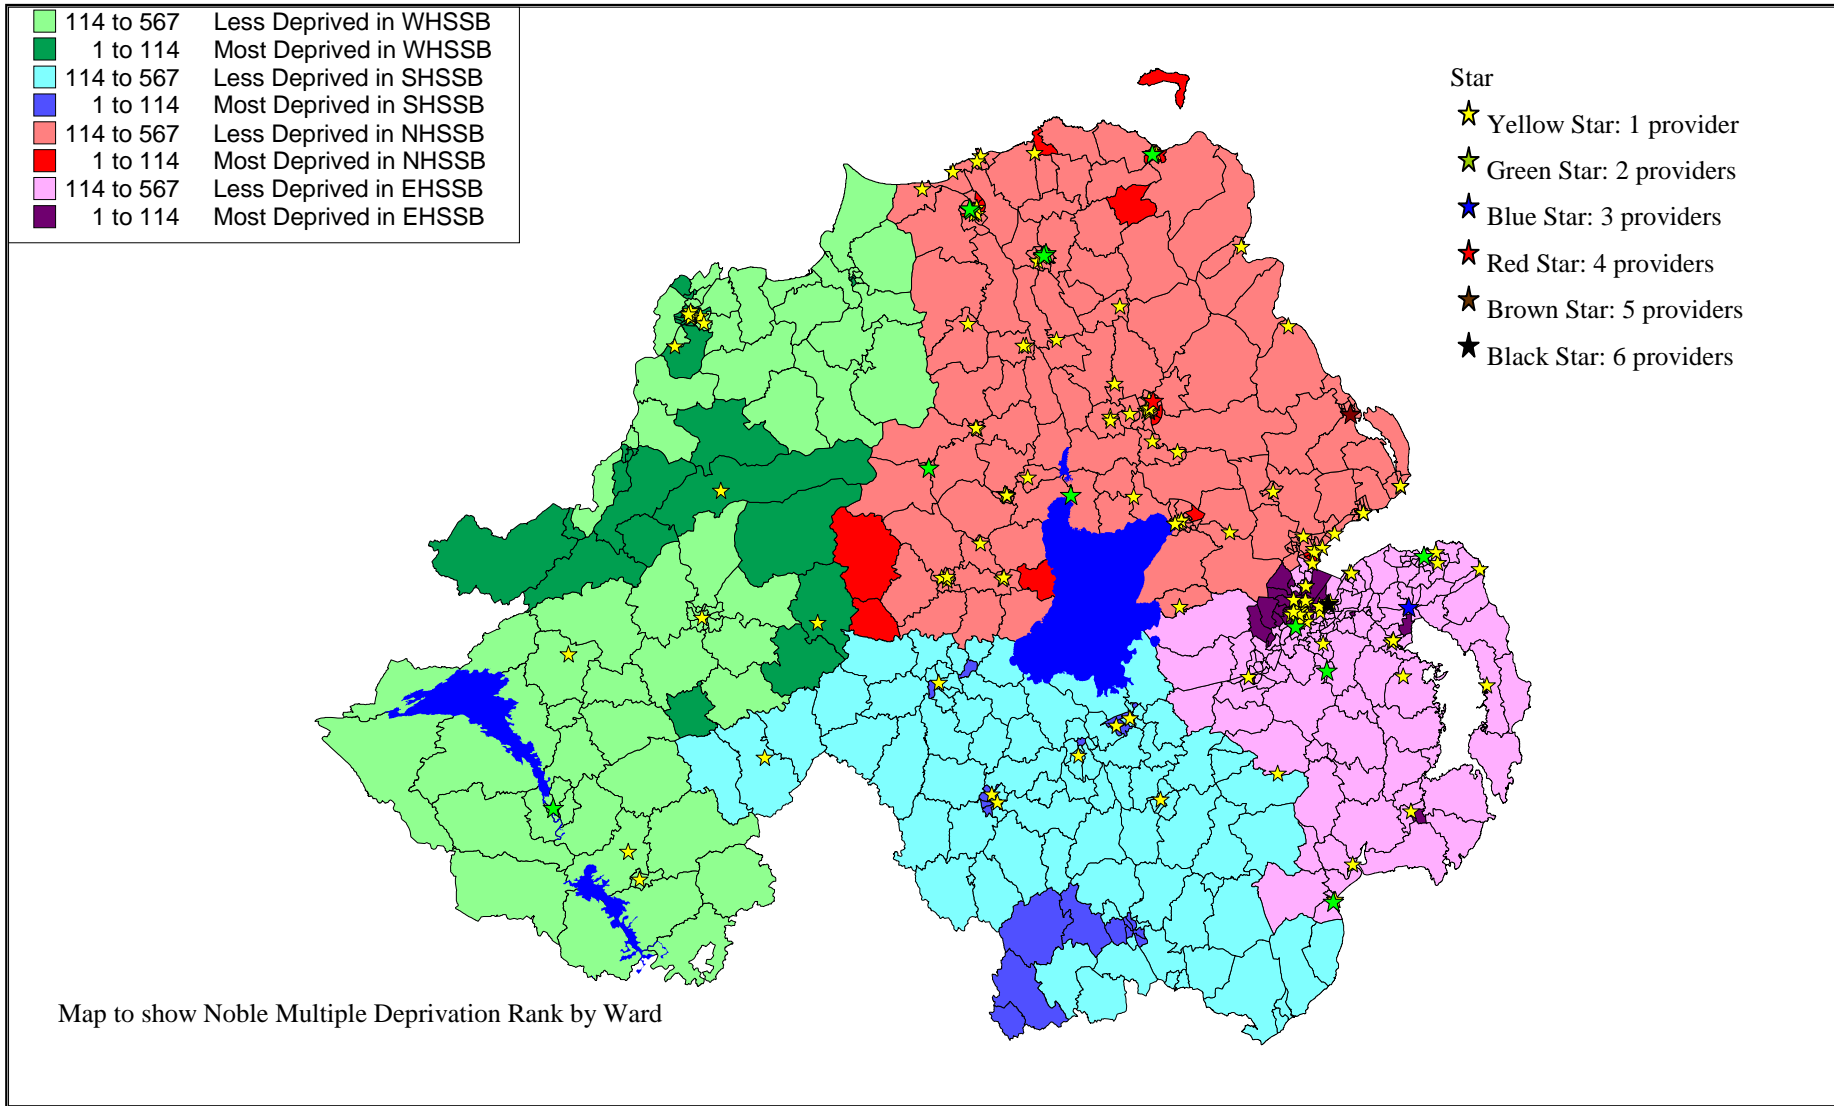 114 to 567 Less Deprived in WHSSB
1 to 114 Most Deprived in WHSSB
114 to 567 Less Deprived in SHSSB
1 to 114 Most Deprived in SHSSB
114 to 567 Less Deprived in NHSSB
1 to 114 Most Deprived in NHSSB
114 to 567 Less Deprived in EHSSB
1 to 114 Most Deprived in EHSSB
Star
Yellow Star: 1 provider
Green Star: 2 providers
Blue Star: 3 providers
Red Star: 4 providers
Brown Star: 5 providers
Black Star: 6 providers
Map to show Noble Multiple Deprivation Rank by Ward